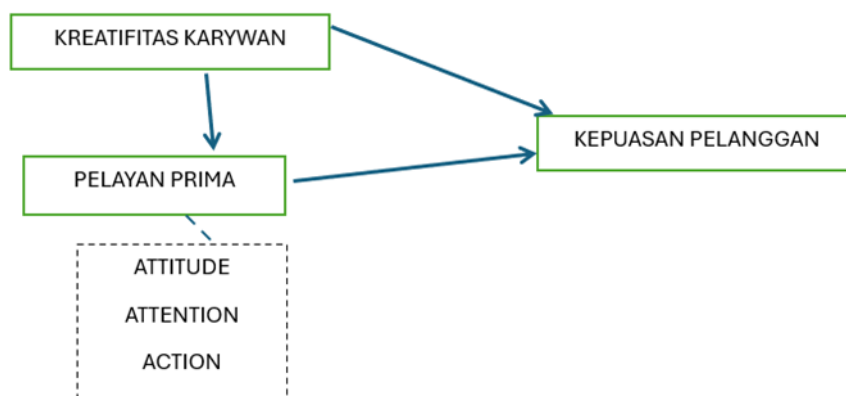 KREATIFITAS KARYWAN
KEPUASAN PELANGGAN
PELAYAN PRIMA
ATTITUDE
ATTENTION
ACTION